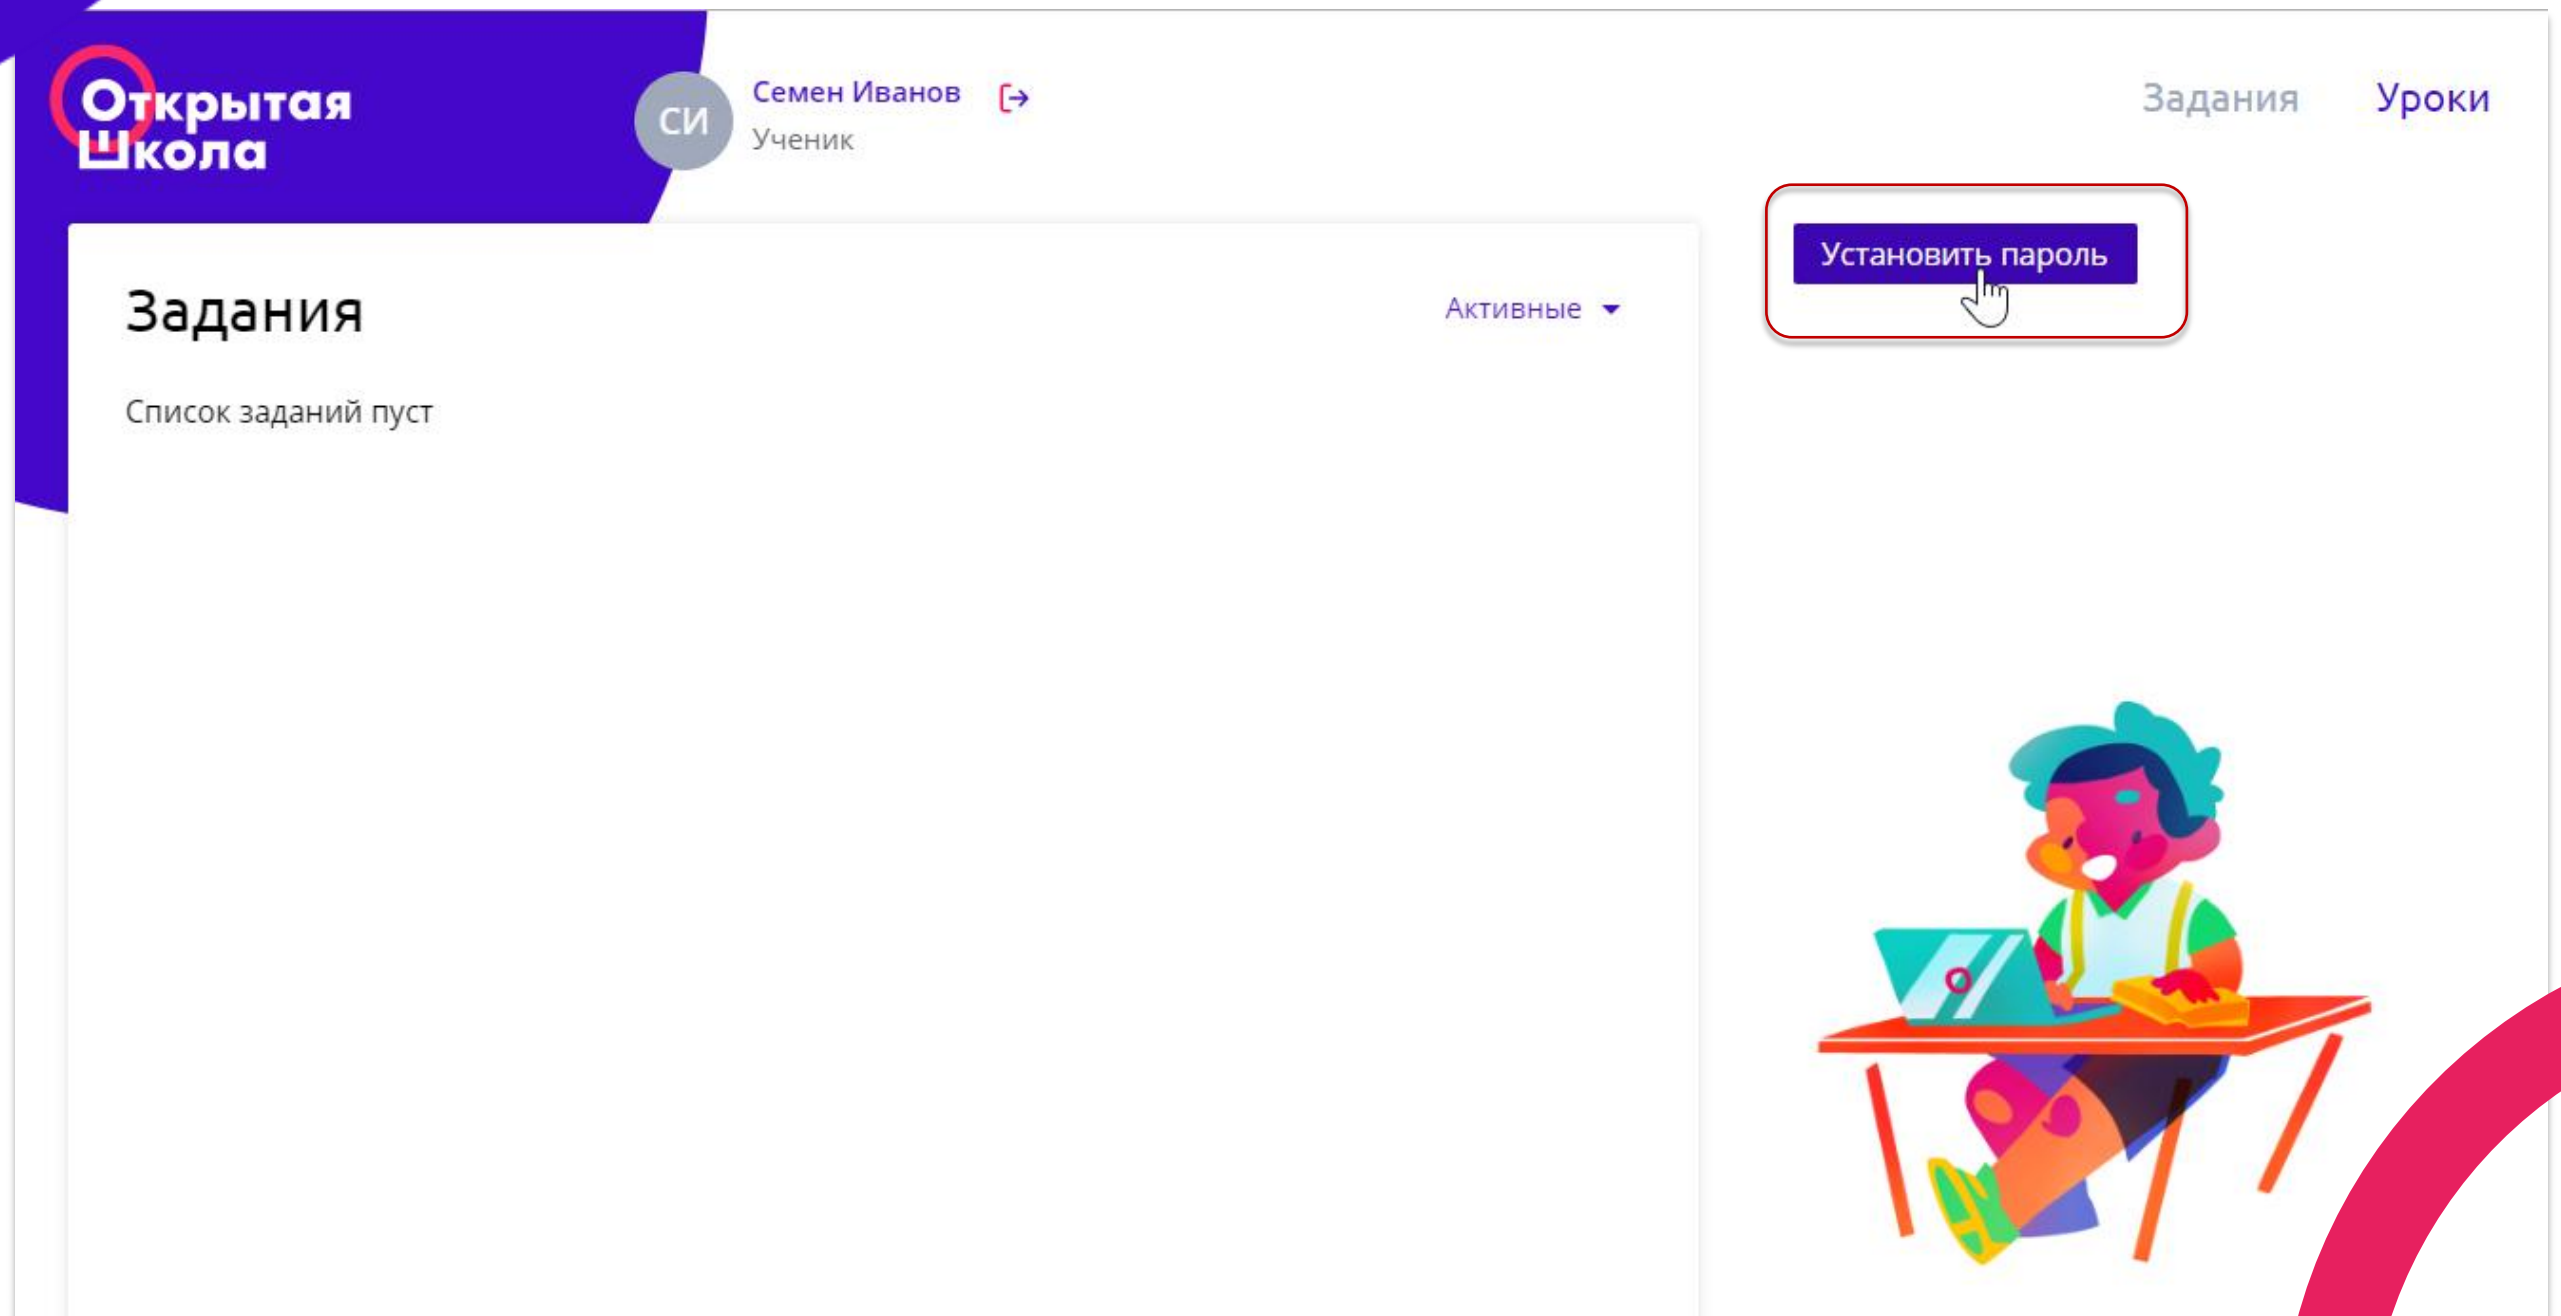 Открытая
Школа
СИ
Семен Иванов
Ученик
Задания
Уроки
Установить пароль
Задания
Активные
Список заданий пуст